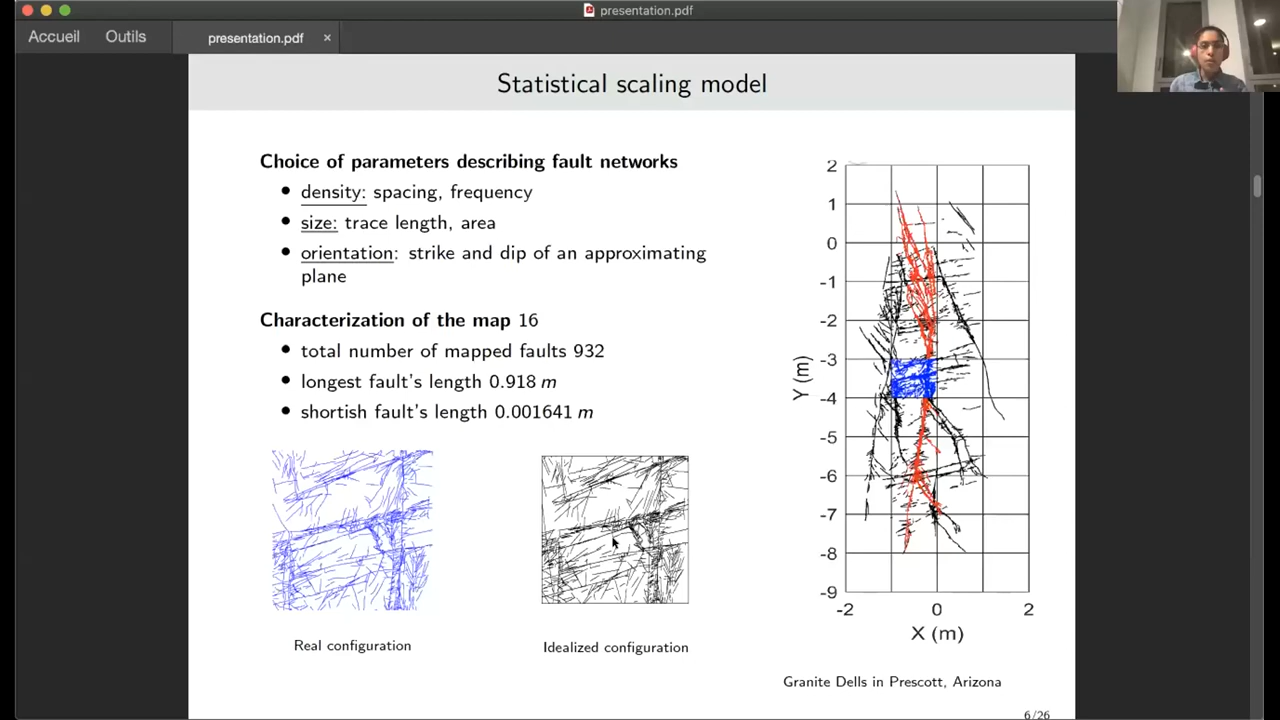 presentation.pdf
Accueil
Outils
presentation.pdf ×
Statistical scaling model
Choice of parameters describing fault networks
• density: spacing, frequency
• size: trace length, area
• orientation: strike and dip of an approximating
plane
Characterization of the map 16
• total number of mapped faults 932
• longest fault's length 0.918 m
• shortish fault's length 0.001641 m
Real configuration
Idealized configuration
2
1
0
-1
-2
-3
-4
-5
-6
-7
-8
-9
Y (m)
-2 0 2
X (m)
Granite Dells in Prescott, Arizona
6/26